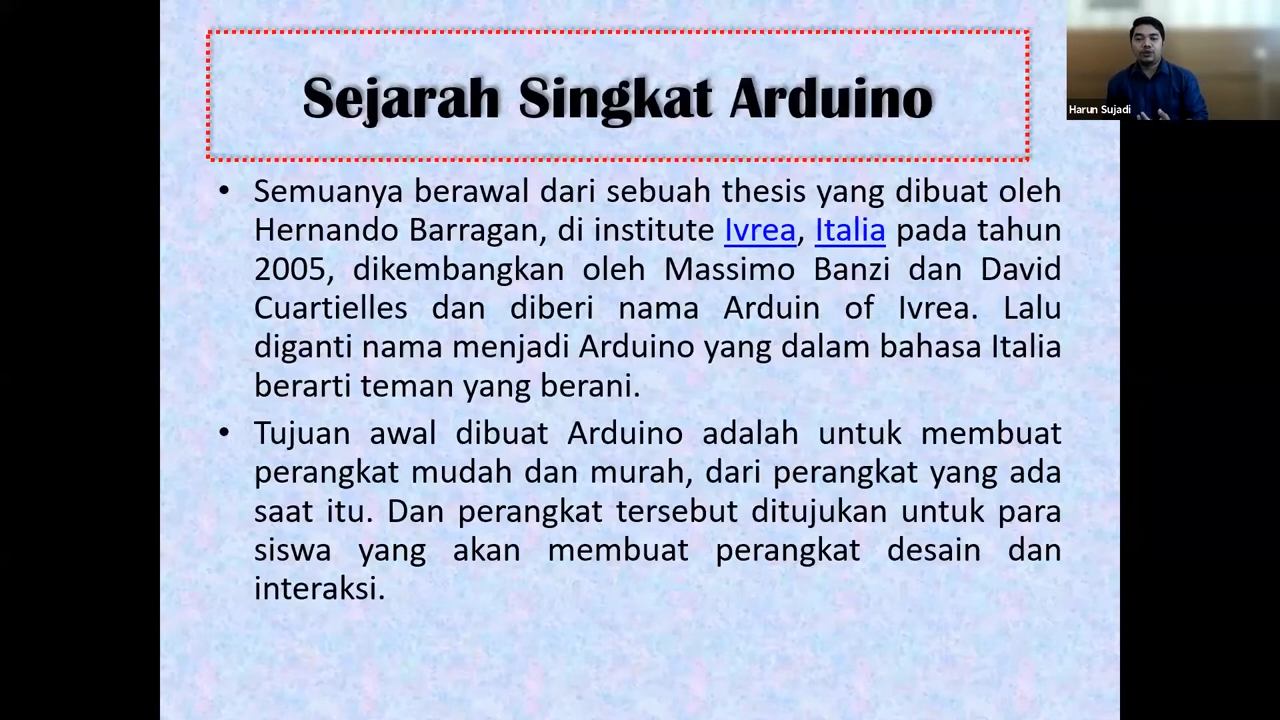 Sejarah Singkat Arduino
Harun Sujadi
• Semuanya berawal dari sebuah thesis yang dibuat oleh
Hernando Barragan, di institute Ivrea, Italia pada tahun
2005, dikembangkan oleh Massimo Banzi dan David
Cuartielles dan diberi nama Arduin of Ivrea. Lalu
diganti nama menjadi Arduino yang dalam bahasa Italia
berarti teman yang berani.
• Tujuan awal dibuat Arduino adalah untuk membuat
perangkat mudah dan murah, dari perangkat yang ada
saat itu. Dan perangkat tersebut ditujukan untuk para
siswa yang akan membuat perangkat desain dan
interaksi.